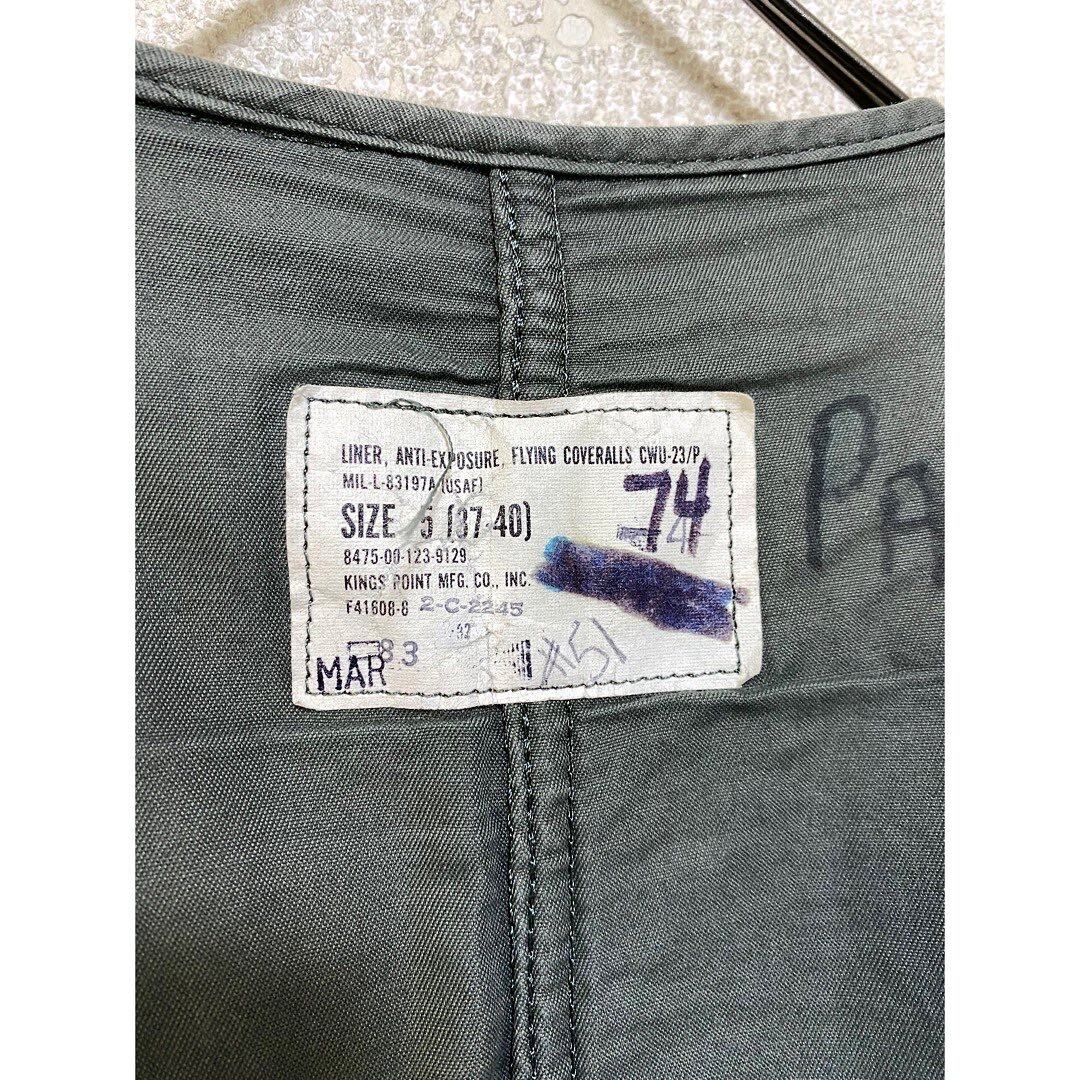 LINER, ANTI-EXPOSURE, FLYING COVERALLS CWU-23/P
MIL-L-83197A (USAF)
SIZE 5 (37-40)
74
8475-00-123-9129
KINGS POINT MFG. CO., INC.
F41608-8 2-C-2245
83
MAR
#51
PA